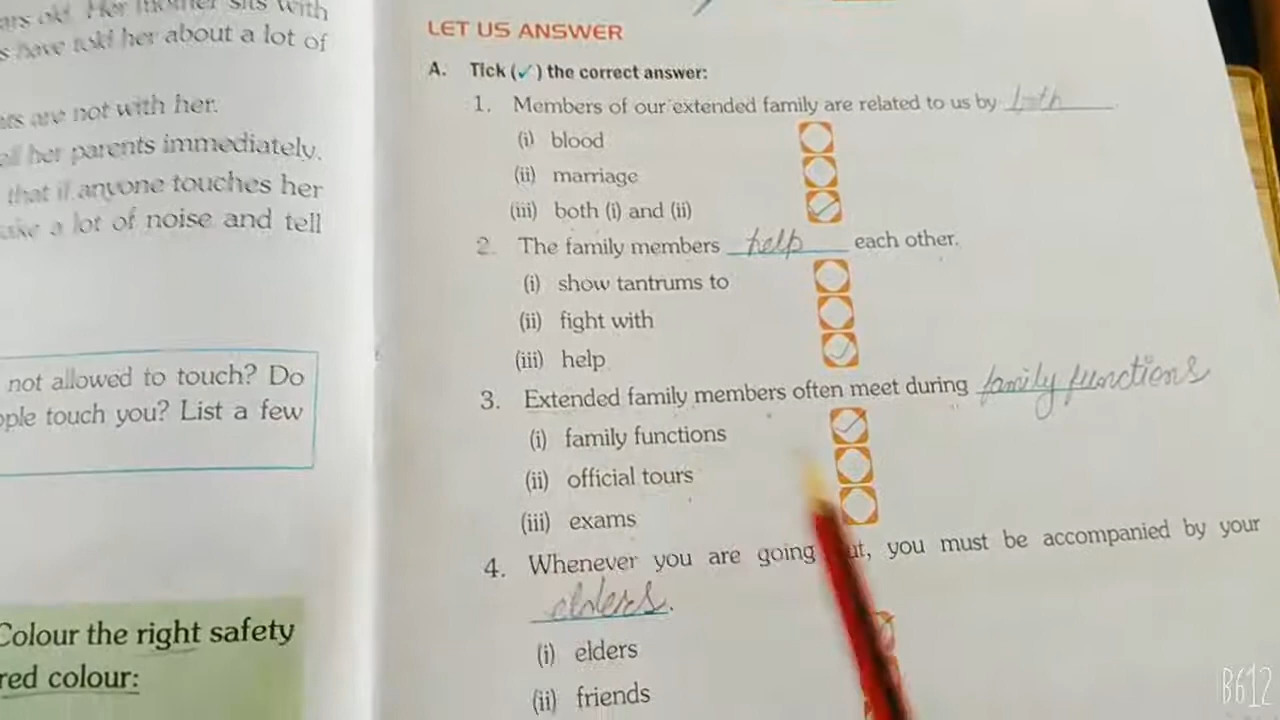 ars old. Her mother sits with
s have told her about a lot of
are not with her.
her parents immediately.
that if anyone touches her
a lot of noise and tell
not allowed to touch? Do
ople touch you? List a few
Colour the right safety
red colour:
LET US ANSWER
A. Tick (✓) the correct answer:
1. Members of our extended family are related to us by both
(i) blood
(ii) marriage
(iii) both (i) and (ii)
2. The family members help each other.
(i) show tantrums to
(ii) fight with
(iii) help
3. Extended family members often meet during family functions
(i) family functions
(ii) official tours
(iii) exams
4. Whenever you are going ut, you must be accompanied by your
elders.
(i) elders
(ii) friends
B612